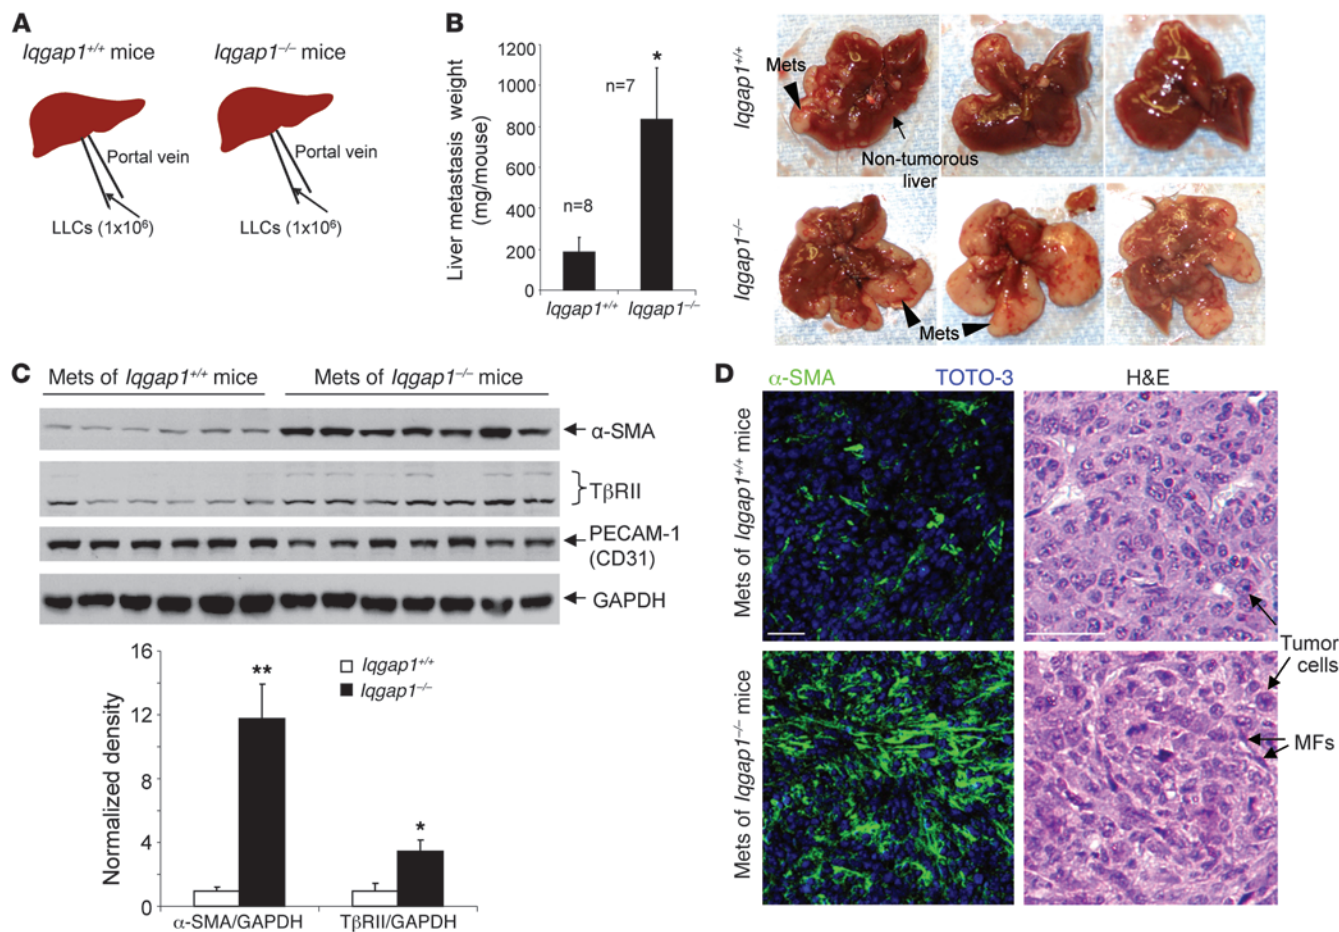 A
Iqgap1+/+ mice
Iqgap1−/− mice
Portal vein
Portal vein
LLCs (1x10⁶)
LLCs (1x10⁶)
B
Liver metastasis weight
(mg/mouse)
1200
1000
800
600
400
200
0
n=8
n=7
*
Iqgap1+/+
Iqgap1−/−
Iqgap1+/+
Mets
Non-tumorous
liver
Iqgap1−/−
Mets
C
Mets of Iqgap1+/+ mice
Mets of Iqgap1−/− mice
α-SMA
TβRII
PECAM-1
(CD31)
GAPDH
Normalized density
16
12
8
4
0
**
*
Iqgap1+/+
Iqgap1−/−
α-SMA/GAPDH
TβRII/GAPDH
D
α-SMA
TOTO-3
H&E
Mets of Iqgap1+/+ mice
Mets of Iqgap1−/− mice
Tumor
cells
MFs